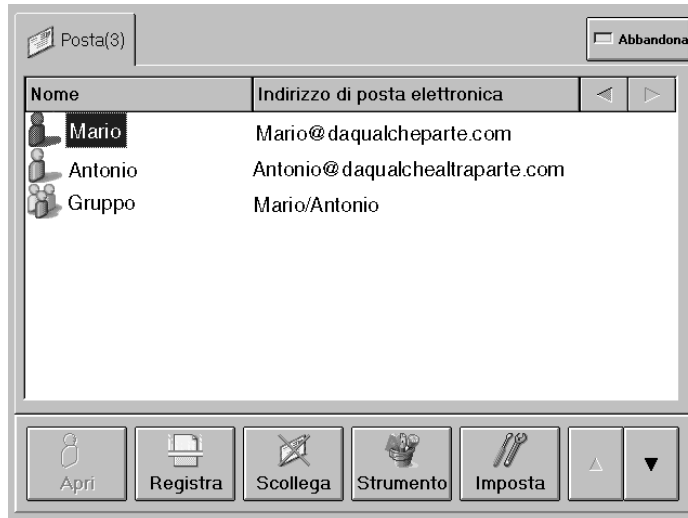 Posta(3)
Abbandona
Nome Indirizzo di posta elettronica
Mario Mario@daqualcheparte.com
Antonio Antonio@daqualchealtraparte.com
Gruppo Mario/Antonio
Apri Registra Scollega Strumento Imposta